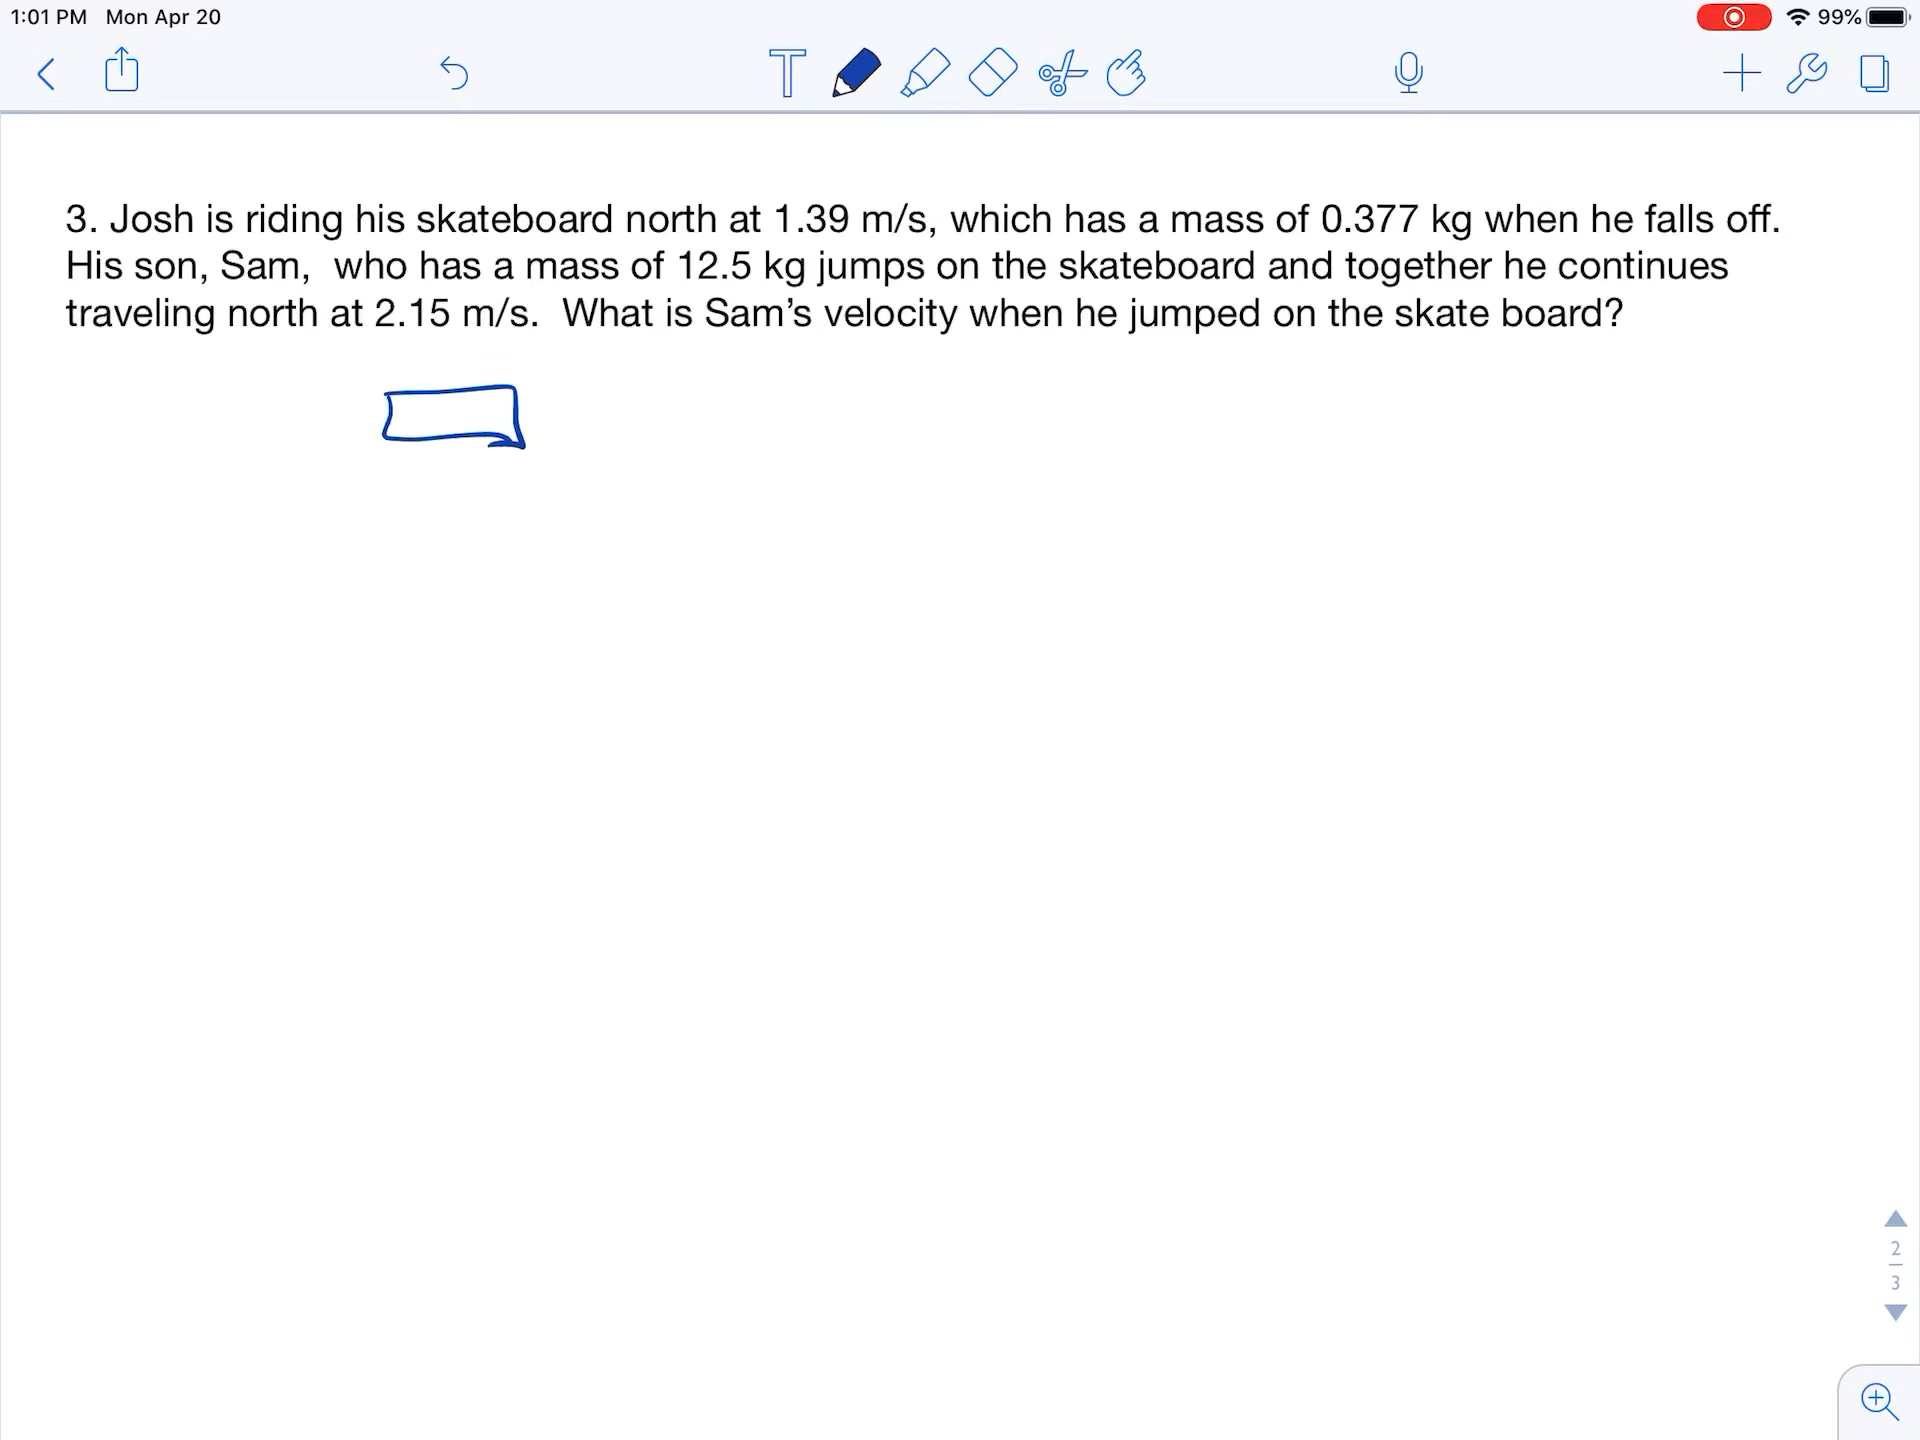 1:01 PM Mon Apr 20
99%
T
3. Josh is riding his skateboard north at 1.39 m/s, which has a mass of 0.377 kg when he falls off.
His son, Sam,  who has a mass of 12.5 kg jumps on the skateboard and together he continues
traveling north at 2.15 m/s.  What is Sam’s velocity when he jumped on the skate board?
2
3